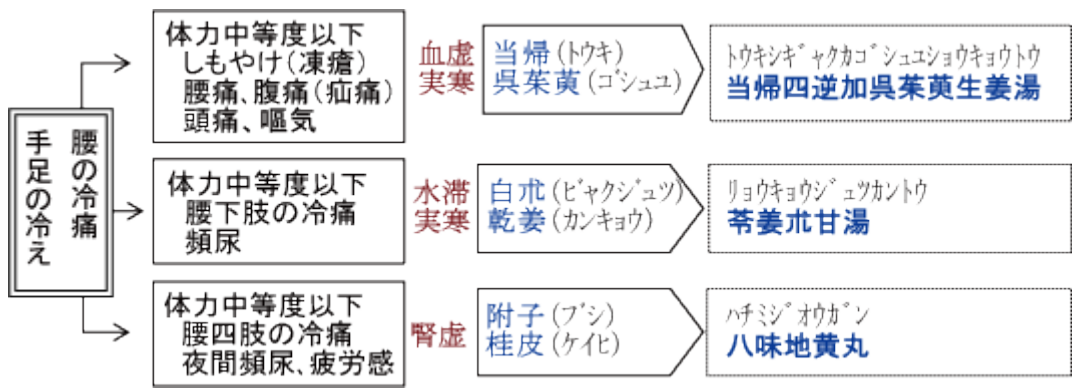 腰の冷痛
手足の冷え
体力中等度以下
しもやけ(凍瘡)
腰痛、腹痛(疝痛)
頭痛、嘔気
血虚
実寒
当帰(トウキ)
呉茱萸(ゴシュユ)
トウキシギャクカゴシュユショウキョウトウ
当帰四逆加呉茱萸生姜湯
体力中等度以下
腰下肢の冷痛
頻尿
水滞
実寒
白朮(ビャクジュツ)
乾姜(カンキョウ)
リョウキョウジュツカントウ
苓姜朮甘湯
体力中等度以下
腰四肢の冷痛
夜間頻尿、疲労感
腎虚
附子(ブシ)
桂皮(ケイヒ)
ハチミジオウガン
八味地黄丸